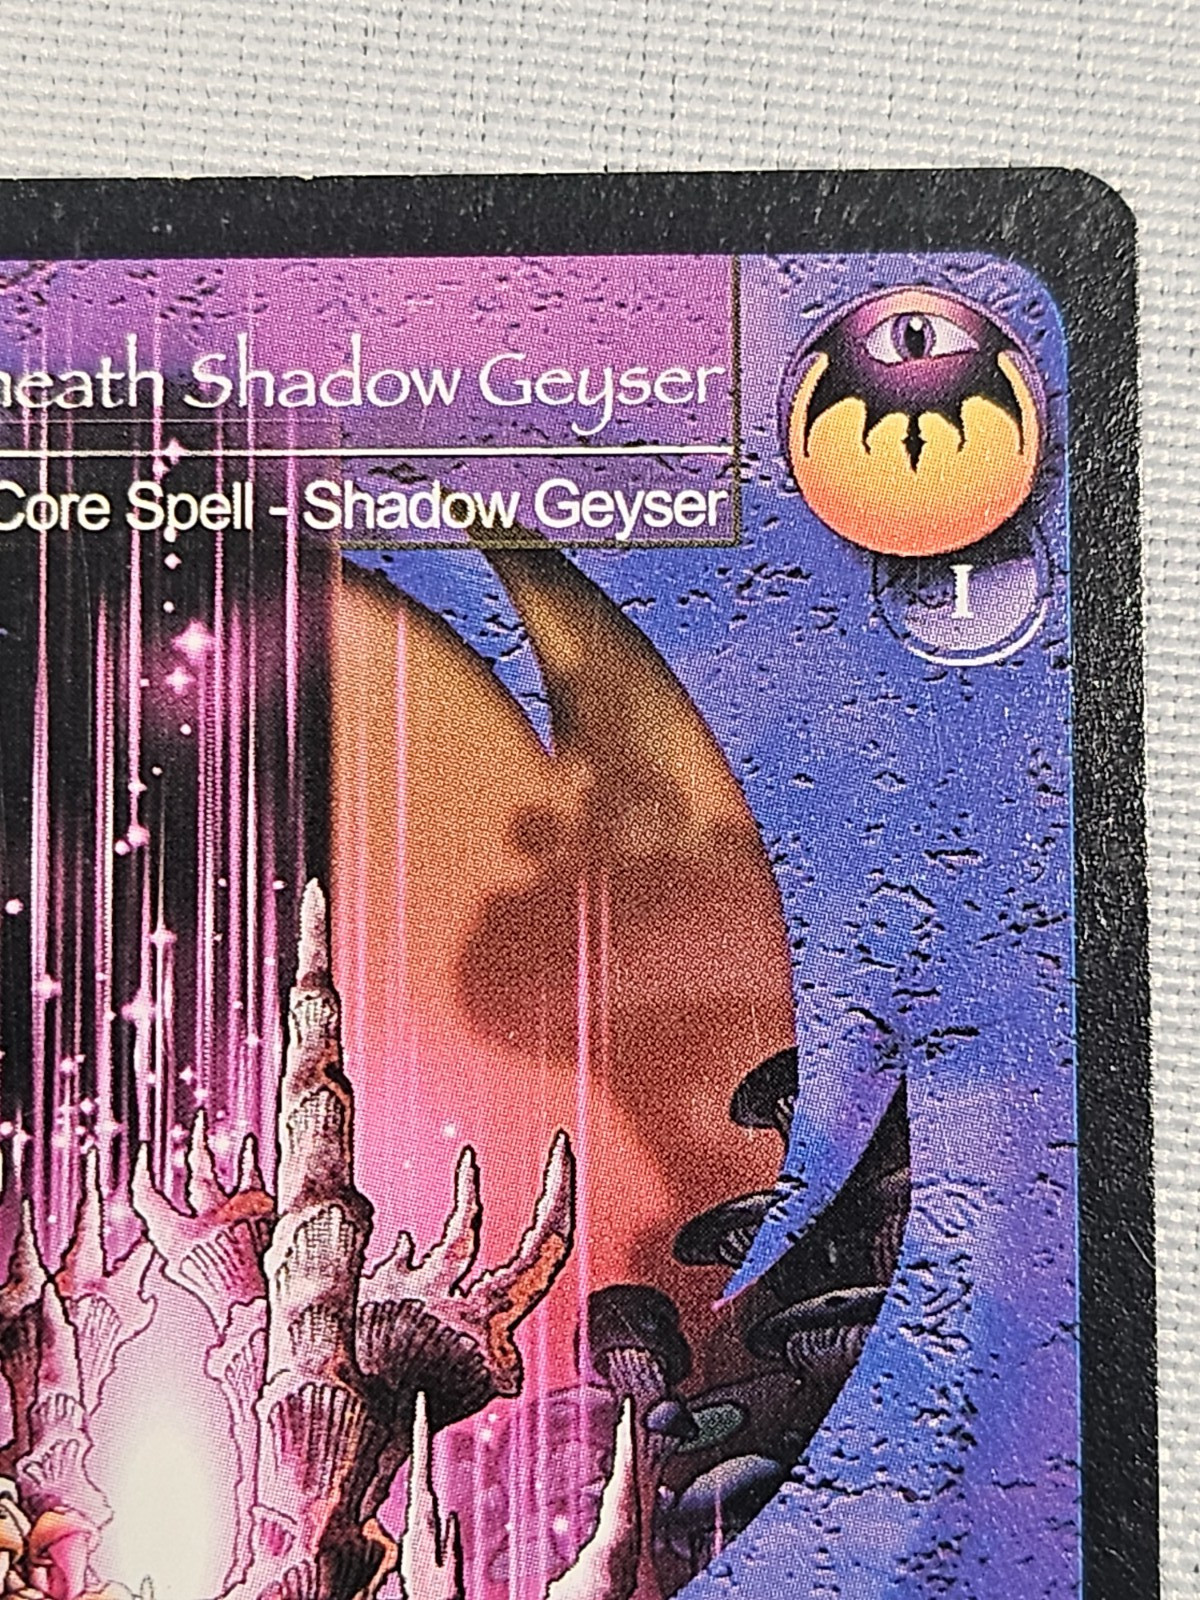 neath Shadow Geyser
Core Spell - Shadow Geyser
I